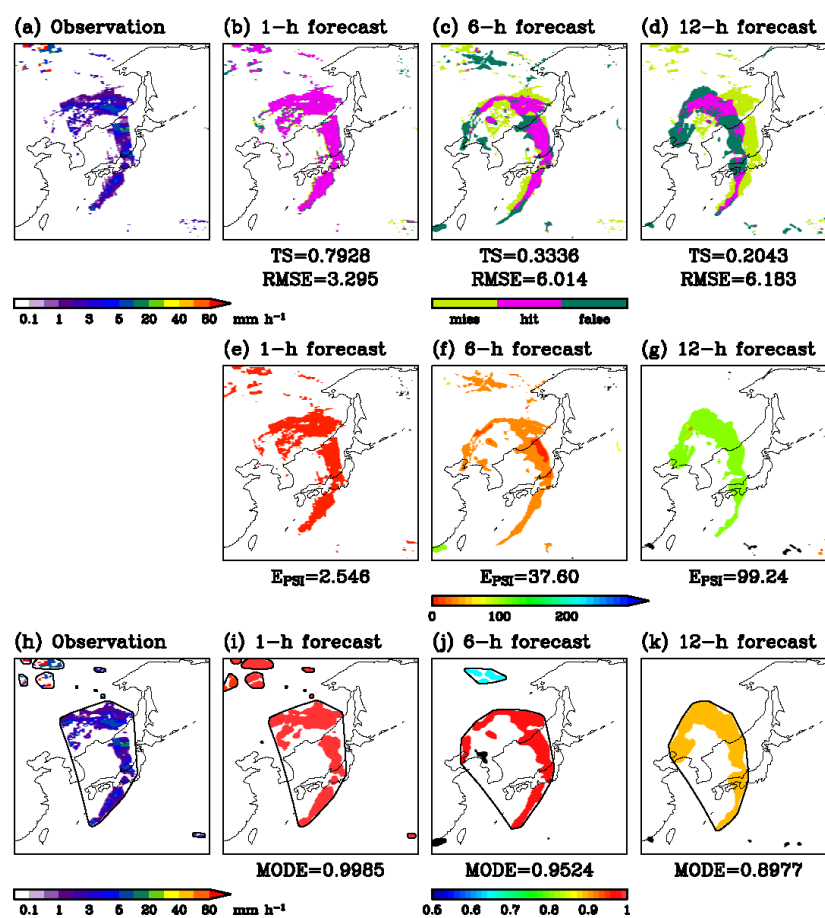 (a) Observation
(b) 1-h forecast
(c) 6-h forecast
(d) 12-h forecast
TS=0.7928
TS=0.3336
TS=0.2043
RMSE=3.295
RMSE=6.014
RMSE=6.183
0.1 1 3 5 20 40 80 mm h⁻¹
miss hit false
(e) 1-h forecast
(f) 6-h forecast
(g) 12-h forecast
E_PSI=2.546
E_PSI=37.60
E_PSI=99.24
0 100 200
(h) Observation
(i) 1-h forecast
(j) 6-h forecast
(k) 12-h forecast
MODE=0.9985
MODE=0.9524
MODE=0.8977
0.1 1 3 5 20 40 80 mm h⁻¹
0.5 0.6 0.7 0.8 0.9 1